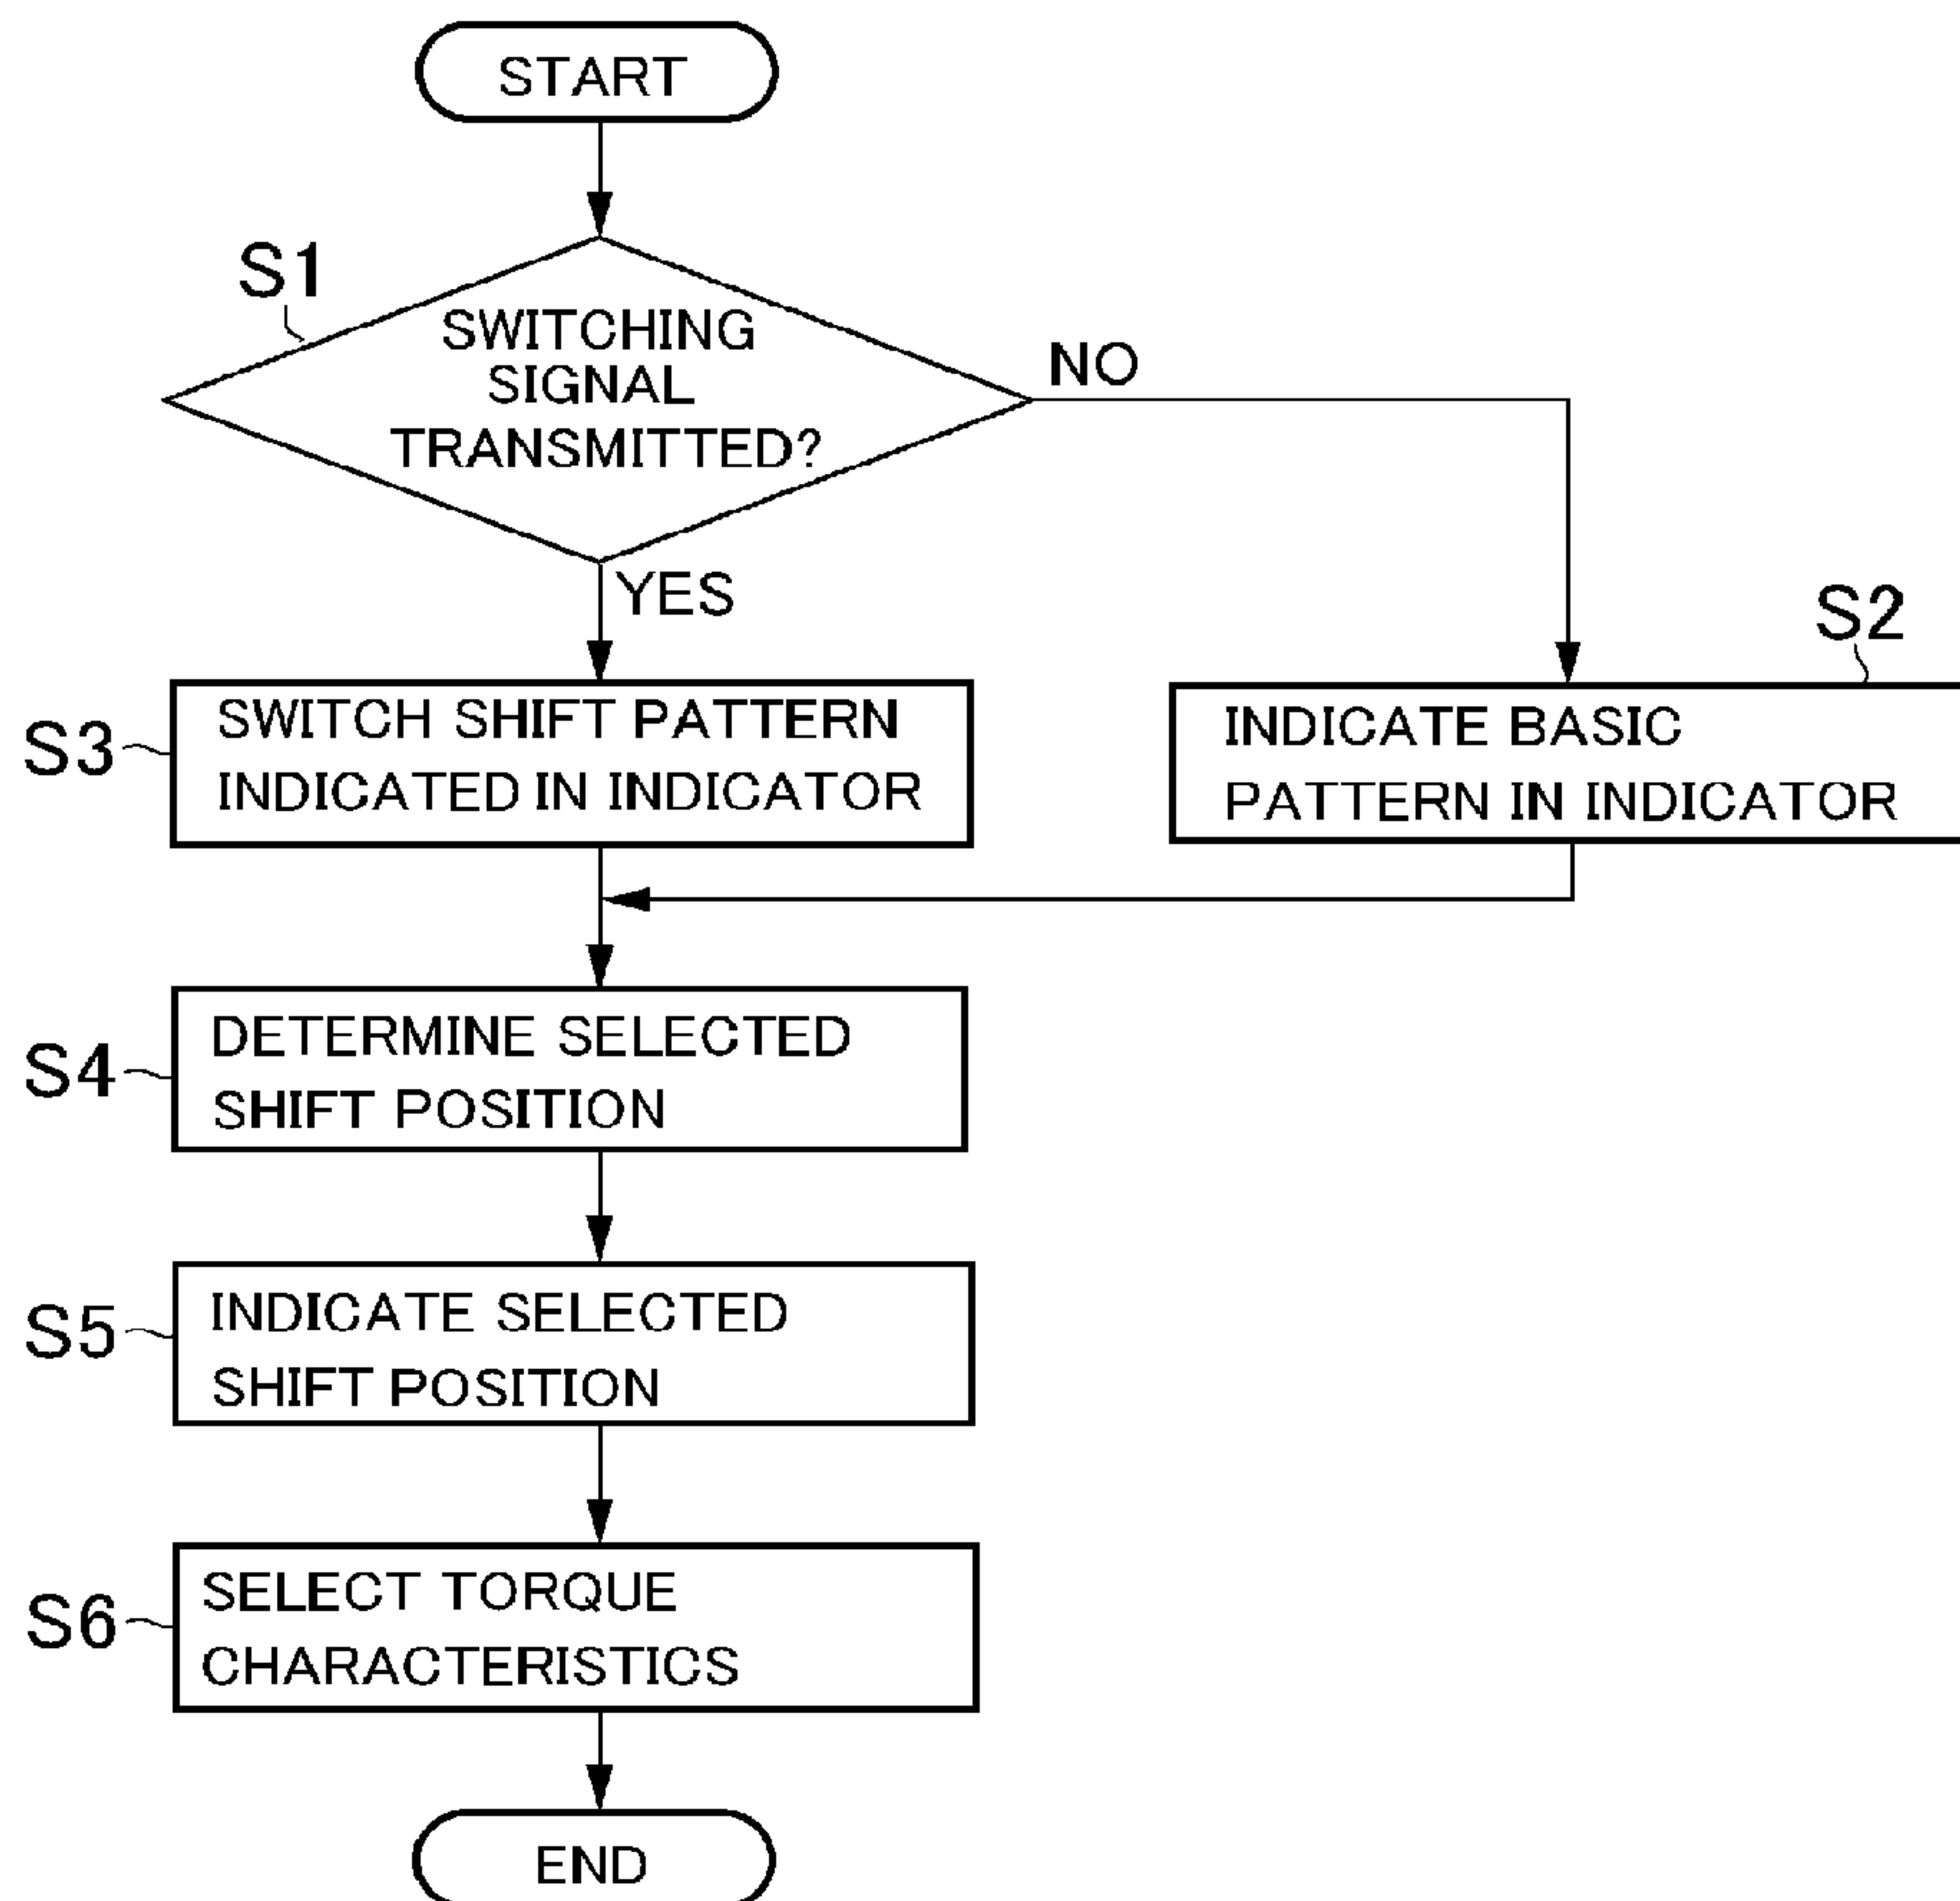 START
S1
SWITCHING
SIGNAL
TRANSMITTED?
NO
YES
S2
S3
SWITCH SHIFT PATTERN
INDICATED IN INDICATOR
INDICATE BASIC
PATTERN IN INDICATOR
S4
DETERMINE SELECTED
SHIFT POSITION
S5
INDICATE SELECTED
SHIFT POSITION
S6
SELECT TORQUE
CHARACTERISTICS
END